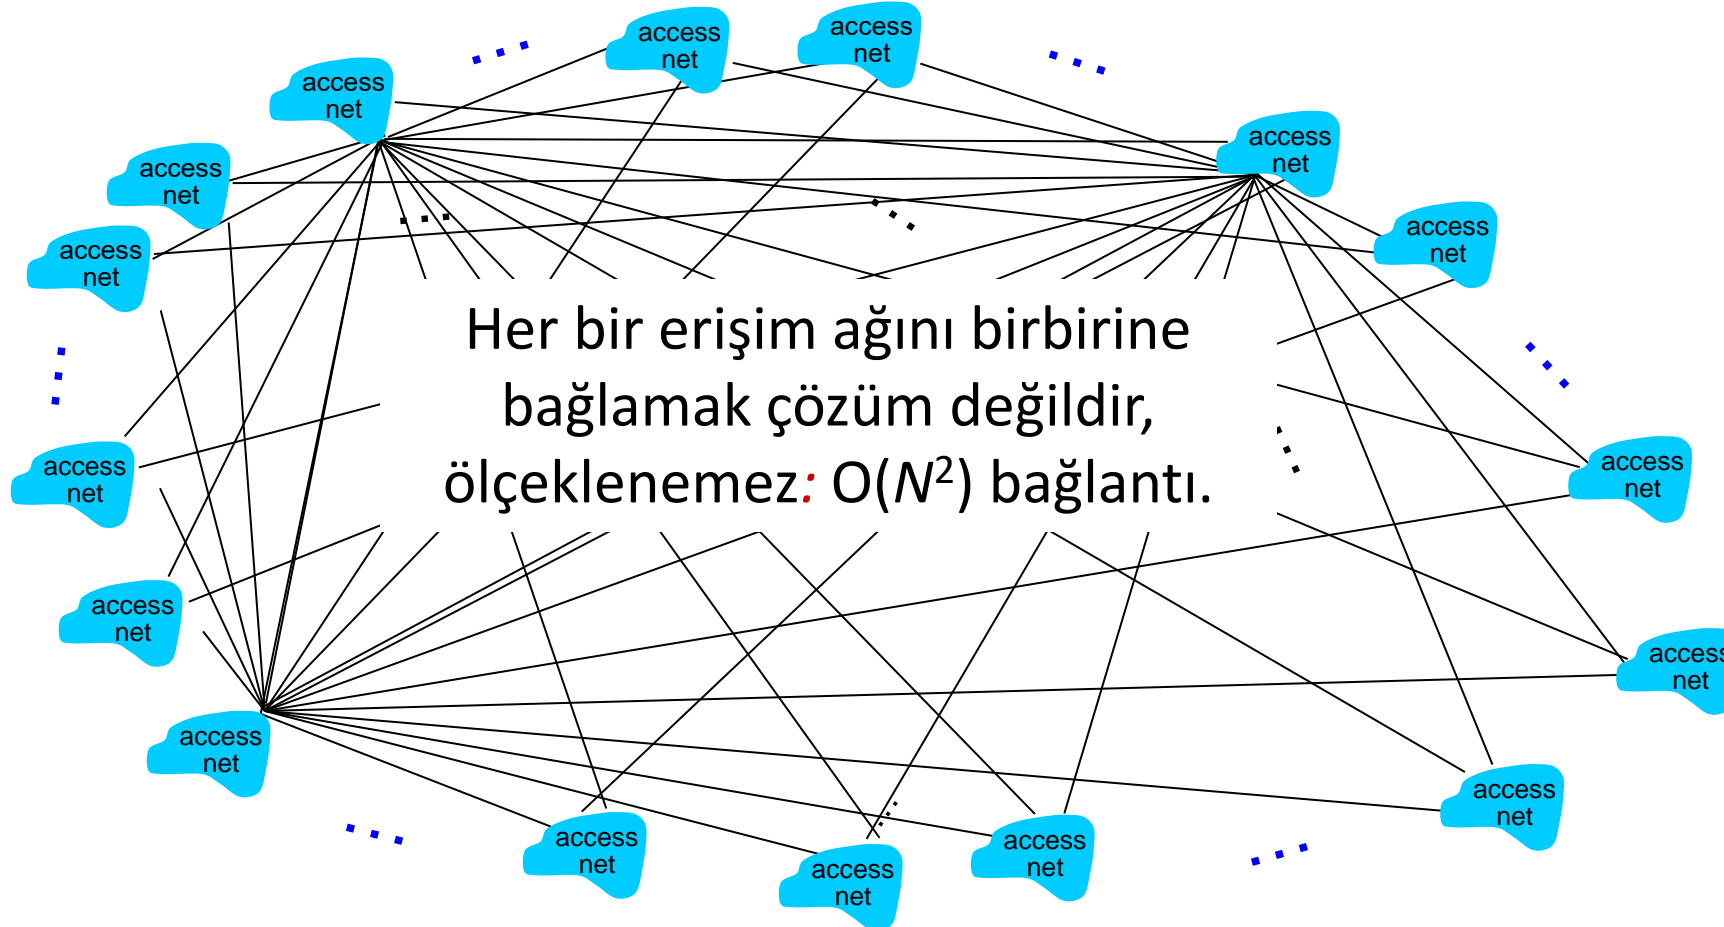 access
net
access
net
access
net
access
net
access
net
access
net
access
net
Her bir erişim ağını birbirine
bağlamak çözüm değildir,
ölçeklenemez: O(N²) bağlantı.
access
net
access
net
access
net
access
net
access
net
access
net
access
net
access
net
access
net